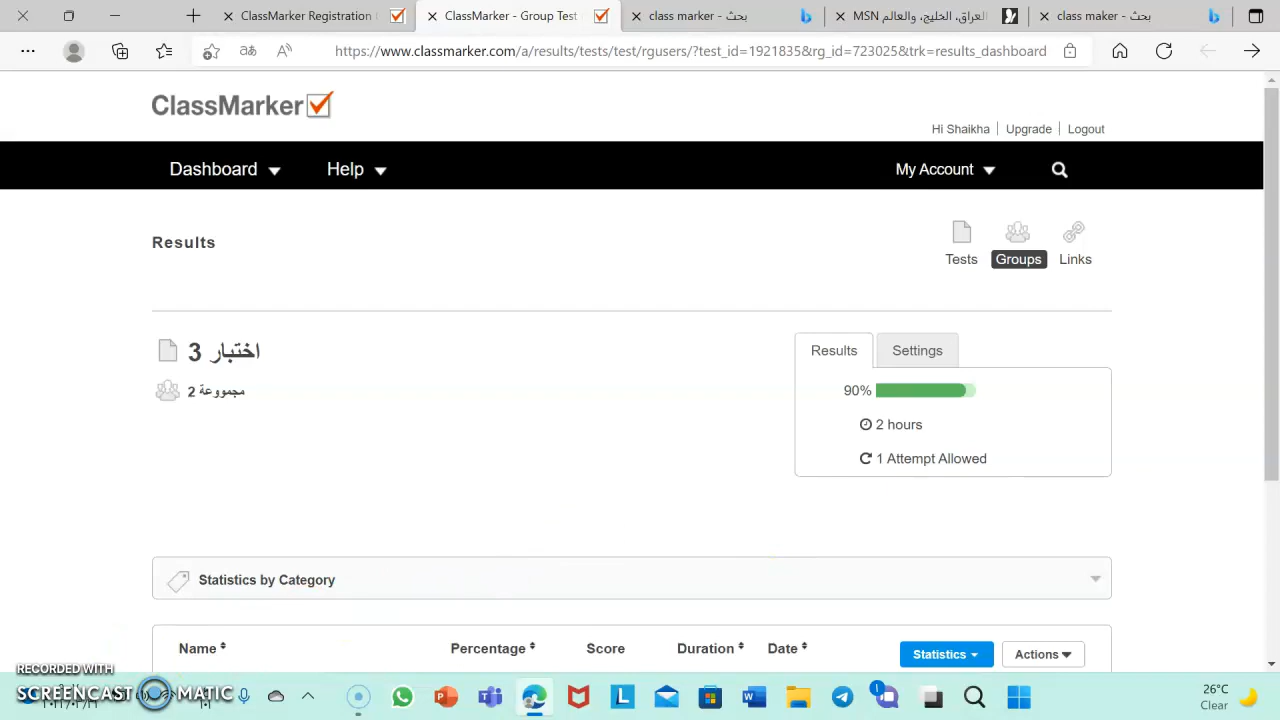 ClassMarker Registration
ClassMarker - Group Test
class marker - بحث
MSN العراق, الخليج, والعالم
class maker - بحث
https://www.classmarker.com/a/results/tests/test/rgusers/?test_id=1921835&rg_id=723025&trk=results_dashboard
ClassMarker
Hi Shaikha Upgrade Logout
Dashboard Help My Account
Results
Tests Groups Links
اختبار 3
مجمووعة 2
Results Settings
90%
2 hours
1 Attempt Allowed
Statistics by Category
Name Percentage Score Duration Date Statistics Actions
RECORDED WITH
SCREENCAST MATIC
26°C
Clear